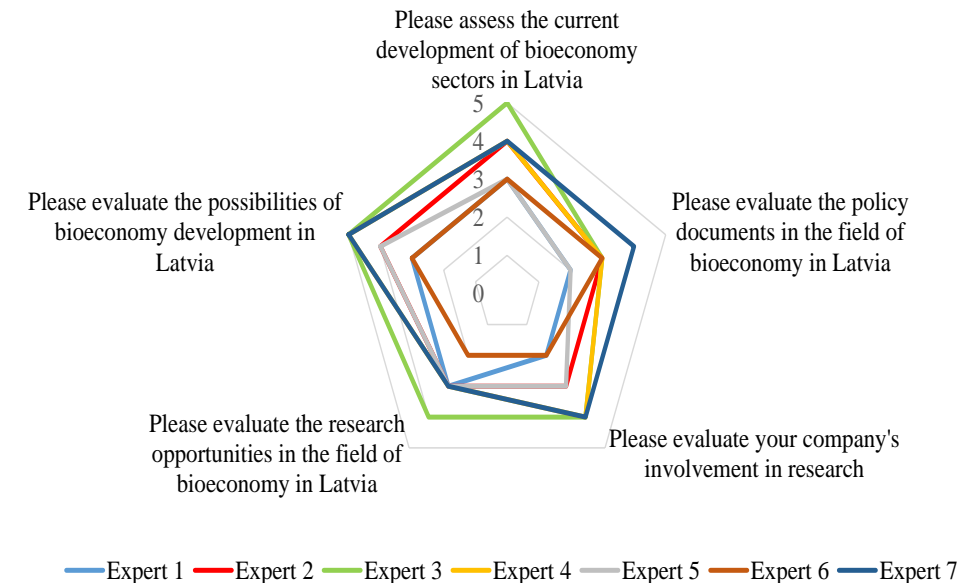 Please assess the current
development of bioeconomy
sectors in Latvia
5
4
3
2
1
0
Please evaluate the policy
documents in the field of
bioeconomy in Latvia
Please evaluate your company's
involvement in research
Please evaluate the research
opportunities in the field of
bioeconomy in Latvia
Please evaluate the possibilities of
bioeconomy development in
Latvia
Expert 1 Expert 2 Expert 3 Expert 4 Expert 5 Expert 6 Expert 7